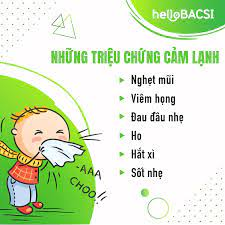 helloBACSI
NHỮNG TRIỆU CHỨNG CẢM LẠNH
Nghẹt mũi
Viêm họng
Đau đầu nhẹ
Ho
Hắt xì
Sốt nhẹ
-AAA
CHOO!!